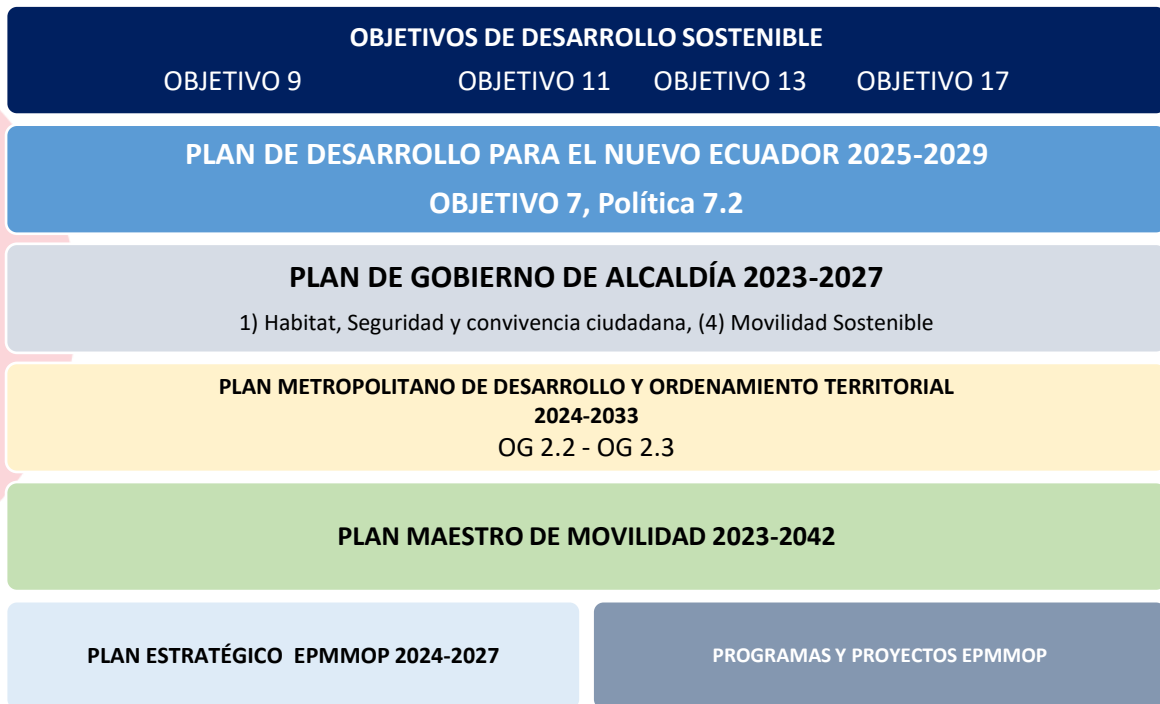 OBJETIVOS DE DESARROLLO SOSTENIBLE
OBJETIVO 9 OBJETIVO 11 OBJETIVO 13 OBJETIVO 17
PLAN DE DESARROLLO PARA EL NUEVO ECUADOR 2025-2029
OBJETIVO 7, Política 7.2
PLAN DE GOBIERNO DE ALCALDÍA 2023-2027
1) Habitat, Seguridad y convivencia ciudadana, (4) Movilidad Sostenible
PLAN METROPOLITANO DE DESARROLLO Y ORDENAMIENTO TERRITORIAL
2024-2033
OG 2.2 - OG 2.3
PLAN MAESTRO DE MOVILIDAD 2023-2042
PLAN ESTRATÉGICO EPMMOP 2024-2027
PROGRAMAS Y PROYECTOS EPMMOP